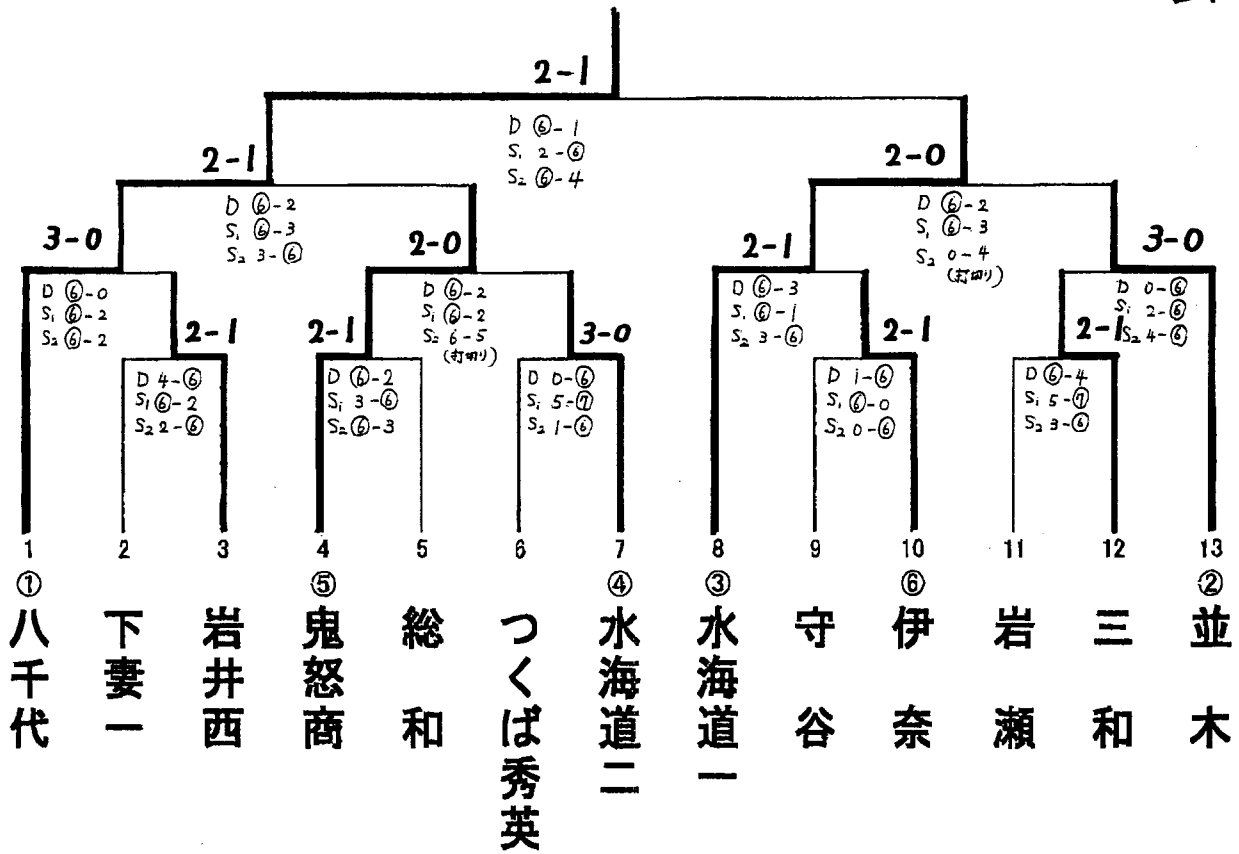 2-1
D ⑥-1
S₁ 2-⑥
S₂ ⑥-4
2-1
D ⑥-2
S₁ ⑥-3
S₂ 3-⑥
2-0
D ⑥-2
S₁ ⑥-3
S₂ 0-4
(打切り)
3-0
D ⑥-0
S₁ ⑥-2
S₂ ⑥-2
2-0
D ⑥-2
S₁ ⑥-2
S₂ 6-5
(打切り)
2-1
D ⑥-3
S₁ ⑥-1
S₂ 3-⑥
3-0
D 0-⑥
S₁ 2-⑥
S₂ 4-⑥
2-1
D 4-⑥
S₁ ⑥-2
S₂ 2-⑥
2-1
D ⑥-2
S₁ 3-⑥
S₂ ⑥-3
3-0
D 0-⑥
S₁ 5-⑦
S₂ 1-⑥
2-1
D 1-⑥
S₁ ⑥-0
S₂ 0-⑥
2-1
D ⑥-4
S₁ 5-⑦
S₂ 3-⑥
1 2 3 4 5 6 7 8 9 10 11 12 13
① ⑤ ④ ③ ⑥ ②
八千代
下妻一
岩井西
鬼怒商
総和
つくば秀英
水海道二
水海道一
守谷
伊奈
岩瀬
三和
並木